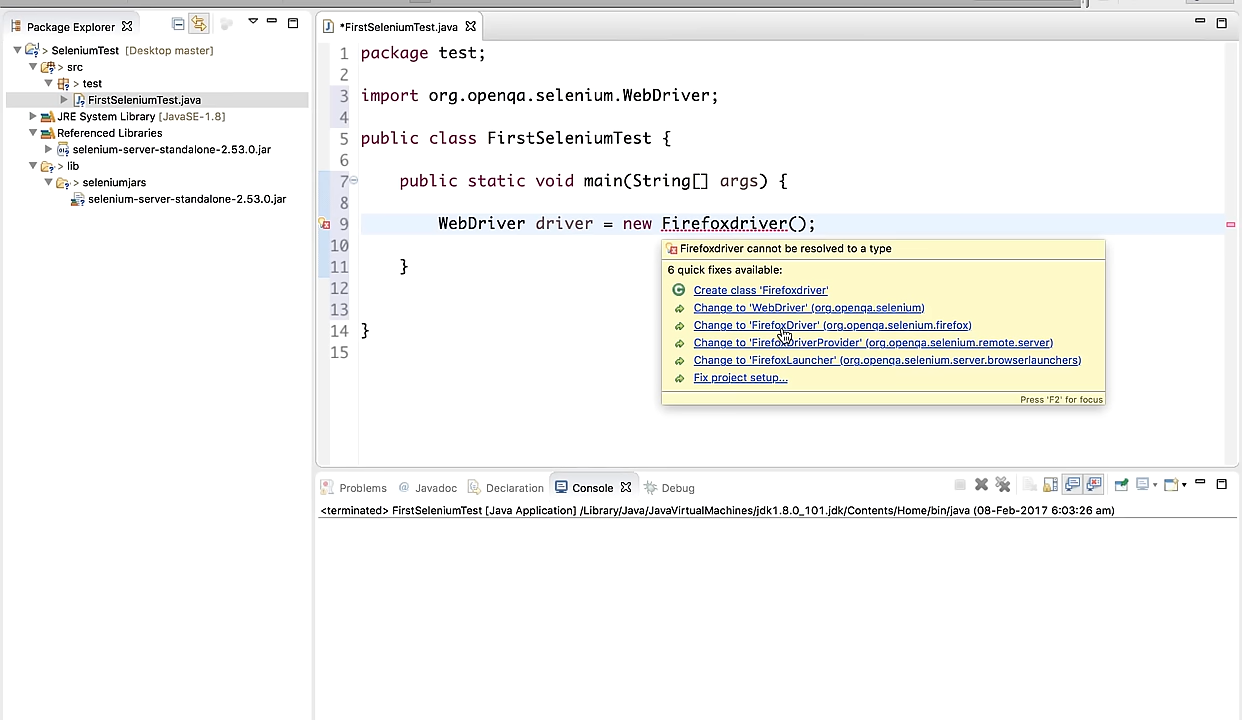 Package Explorer
> SeleniumTest [Desktop master]
> src
> test
FirstSeleniumTest.java
JRE System Library [JavaSE-1.8]
Referenced Libraries
selenium-server-standalone-2.53.0.jar
> lib
> seleniumjars
selenium-server-standalone-2.53.0.jar
*FirstSeleniumTest.java
1 package test;
2
3 import org.openqa.selenium.WebDriver;
4
5 public class FirstSeleniumTest {
6
7 public static void main(String[] args) {
8
9 WebDriver driver = new Firefoxdriver();
10
11 }
12
13
14 }
15
Firefoxdriver cannot be resolved to a type
6 quick fixes available:
Create class 'Firefoxdriver'
Change to 'WebDriver' (org.openqa.selenium)
Change to 'FirefoxDriver' (org.openqa.selenium.firefox)
Change to 'FirefoxDriverProvider' (org.openqa.selenium.remote.server)
Change to 'FirefoxLauncher' (org.openqa.selenium.server.browserlaunchers)
Fix project setup...
Press 'F2' for focus
Problems @ Javadoc Declaration Console Debug
<terminated> FirstSeleniumTest [Java Application] /Library/Java/JavaVirtualMachines/jdk1.8.0_101.jdk/Contents/Home/bin/java (08-Feb-2017 6:03:26 am)